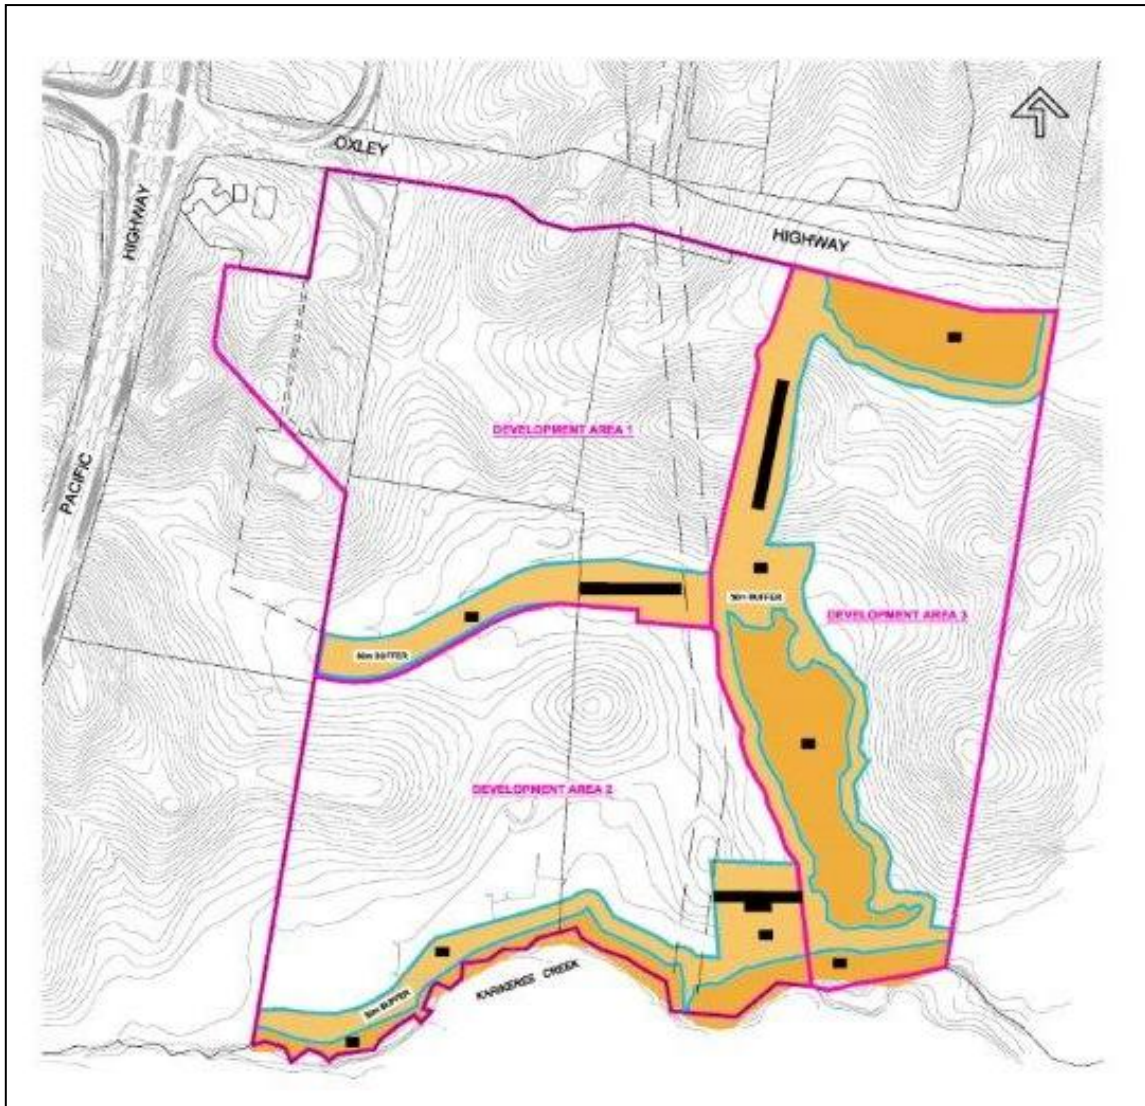 OXLEY
HIGHWAY
HIGHWAY
PACIFIC
DEVELOPMENT AREA 1
50m BUFFER
DEVELOPMENT AREA 3
50m BUFFER
DEVELOPMENT AREA 2
KARIKEREE CREEK
50m BUFFER